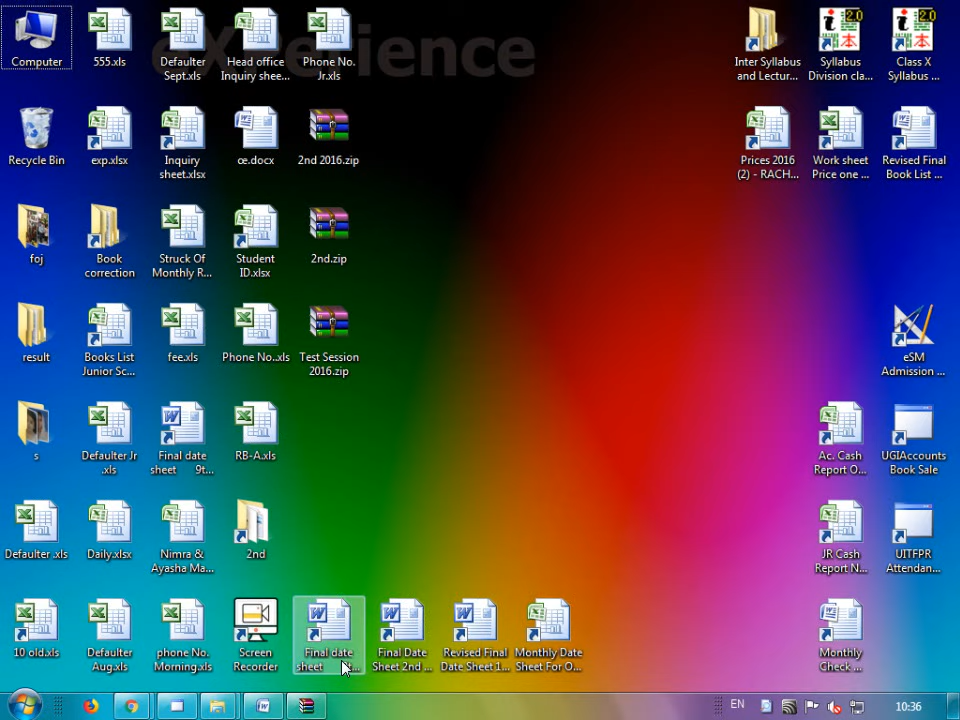 eXPerience
Computer
555.xls
Defaulter
Sept.xls
Head office
Inquiry shee...
Phone No.
Jr.xls
Inter Syllabus
and Lectur...
Syllabus
Division cla...
Class X
Syllabus ...
Recycle Bin
exp.xlsx
Inquiry
sheet.xlsx
œ.docx
2nd 2016.zip
Prices 2016
(2) - RACH...
Work sheet
Price one ...
Revised Final
Book List ...
foj
Book
correction
Struck Of
Monthly R...
Student
ID.xlsx
2nd.zip
result
Books List
Junior Sc...
fee.xls
Phone No..xls
Test Session
2016.zip
eSM
Admission ...
s
Defaulter Jr
.xls
Final date
sheet 9t...
RB-A.xls
Ac. Cash
Report O...
UGIAccounts
Book Sale
Defaulter .xls
Daily.xlsx
Nimra &
Ayasha Ma...
2nd
JR Cash
Report N...
UITFPR
Attendan...
10 old.xls
Defaulter
Aug.xls
phone No.
Morning.xls
Screen
Recorder
Final date
sheet
Final Date
Sheet 2nd ...
Revised Final
Date Sheet 1...
Monthly Date
Sheet For O...
Monthly
Check ...
EN
10:36